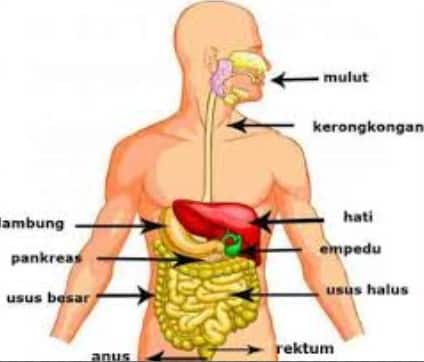 mulut
kerongkongan
lambung
hati
pankreas
empedu
usus besar
usus halus
anus
rektum